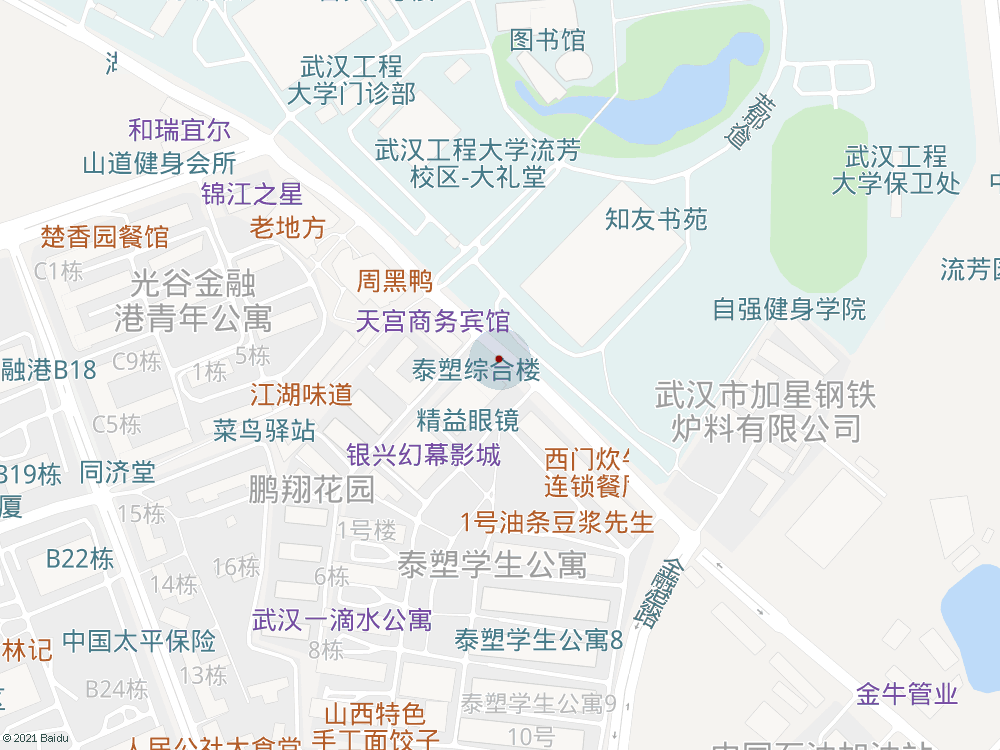 图书馆
武汉工程
大学门诊部
芳都
道
和瑞宜尔
山道健身会所
武汉工程大学流芳
校区-大礼堂
武汉工程
大学保卫处
锦江之星
知友书苑
老地方
楚香园餐馆
C1栋
光谷金融
港青年公寓
周黑鸭
流芳
自强健身学院
天宫商务宾馆
C9栋
5栋
1栋
融港B18
泰塑综合楼
江湖味道
武汉市加星钢铁
炉料有限公司
C5栋
菜鸟驿站
精益眼镜
银兴幻幕影城
西门炊
连锁餐
B19栋
厦
同济堂
鹏翔花园
15栋
1号楼
1号油条豆浆先生
B22栋
16栋
14栋
6栋
泰塑学生公寓
金融港路
武汉一滴水公寓
林记
中国太平保险
8栋
泰塑学生公寓8
B24栋
13栋
泰塑学生公寓9
金牛管业
山西特色
手工面饺子
10号
© 2021 Baidu